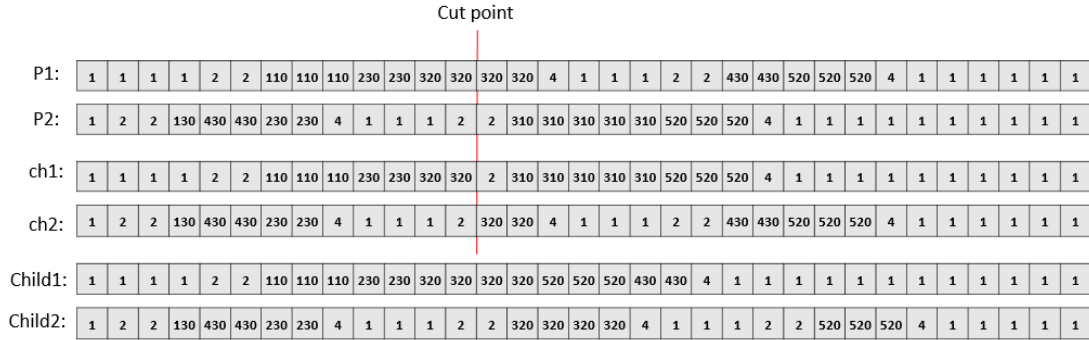 Cut point
P1: 1 1 1 1 2 2 110 110 110 230 230 320 320 320 320 4 1 1 1 2 2 430 430 520 520 520 4 1 1 1 1 1 1
P2: 1 2 2 130 430 430 230 230 4 1 1 1 2 2 310 310 310 310 310 520 520 520 4 1 1 1 1 1 1 1 1 1 1
ch1: 1 1 1 1 2 2 110 110 110 230 230 320 320 2 310 310 310 310 310 520 520 520 4 1 1 1 1 1 1 1 1 1 1
ch2: 1 2 2 130 430 430 230 230 4 1 1 1 2 320 320 4 1 1 1 2 2 430 430 520 520 520 4 1 1 1 1 1 1
Child1: 1 1 1 1 2 2 110 110 110 230 230 320 320 320 320 520 520 520 430 430 4 1 1 1 1 1 1 1 1 1 1 1 1
Child2: 1 2 2 130 430 430 230 230 4 1 1 1 2 2 320 320 320 320 4 1 1 1 2 2 520 520 520 4 1 1 1 1 1